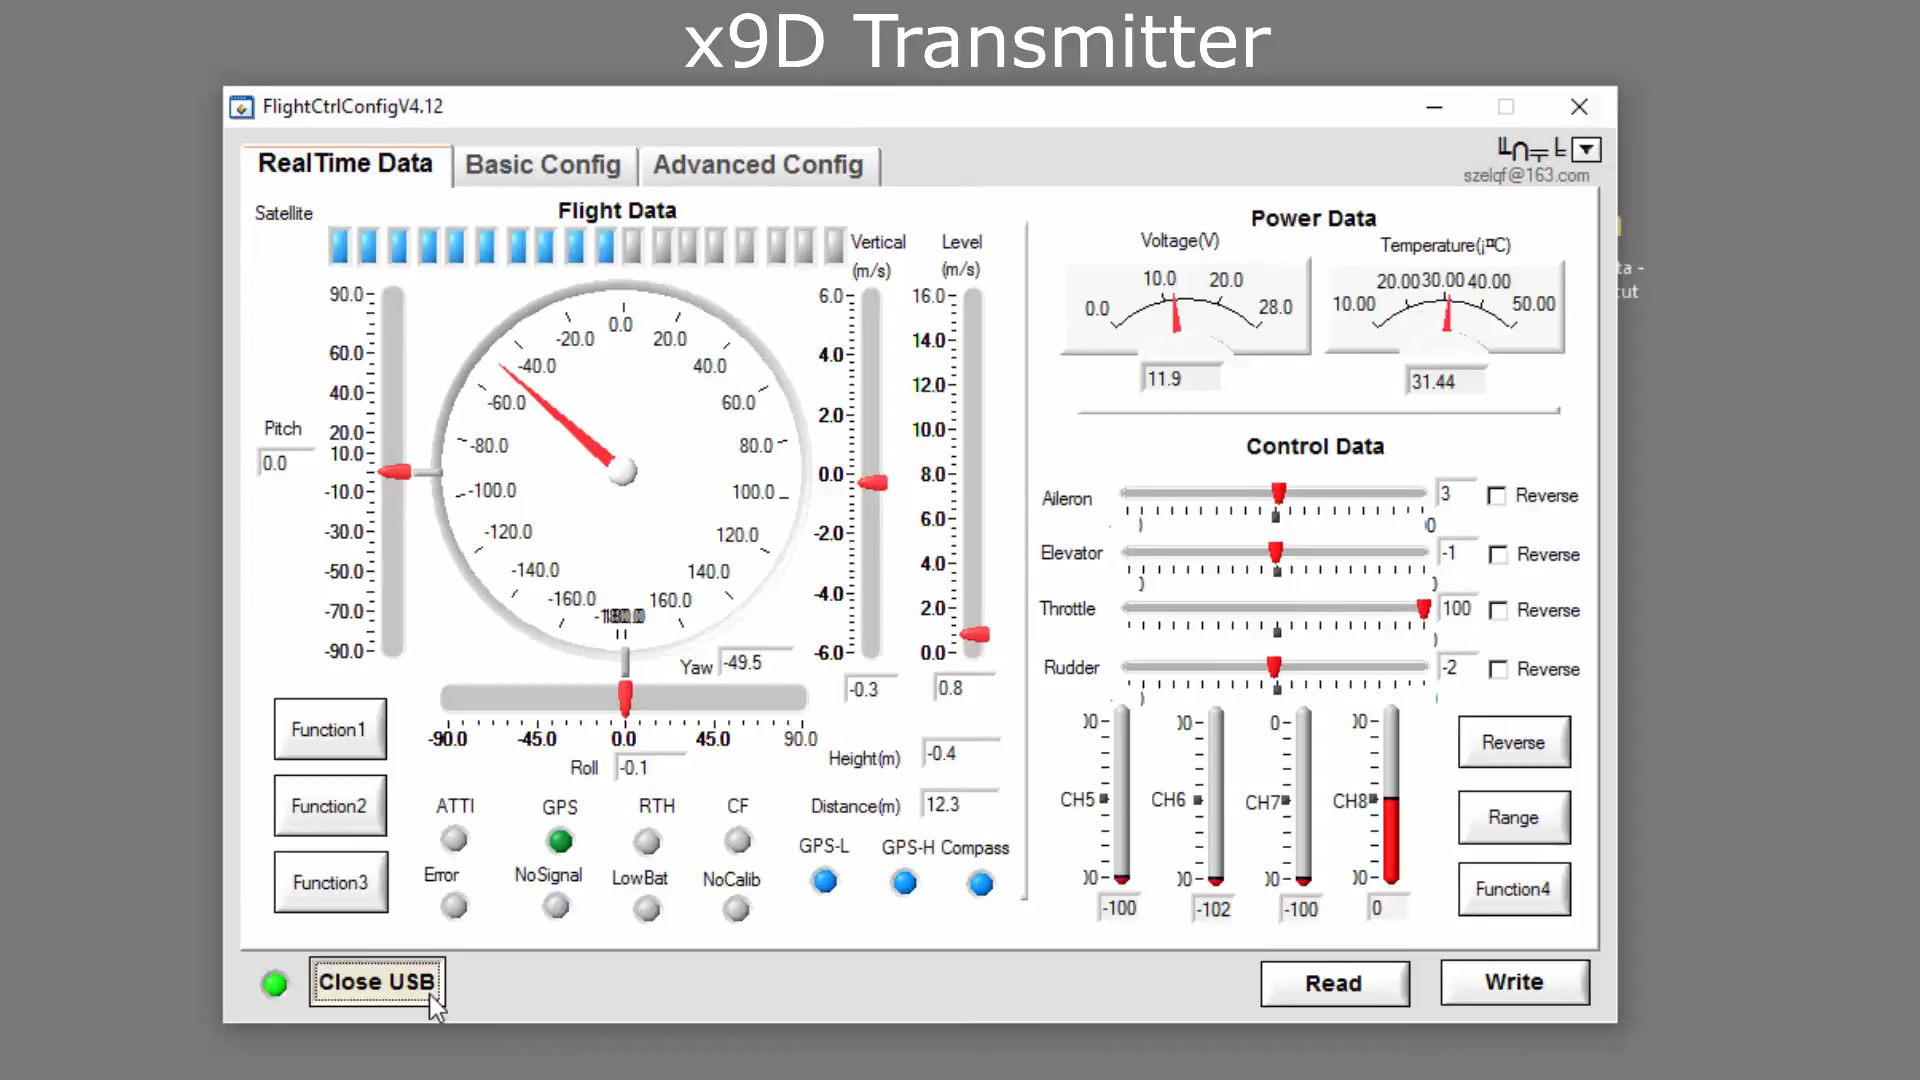 x9D Transmitter
FlightCtrlConfigV4.12
RealTime Data
Basic Config
Advanced Config
szelqf@163.com
Satellite
Flight Data
Vertical
(m/s)
Level
(m/s)
90.0
60.0
40.0
20.0
10.0
-10.0
-30.0
-50.0
-70.0
-90.0
Pitch
0.0
0.0
-20.0
20.0
-40.0
40.0
-60.0
60.0
-80.0
80.0
-100.0
100.0
-120.0
120.0
-140.0
140.0
-160.0
160.0
Yaw
-49.5
6.0
4.0
2.0
0.0
-2.0
-4.0
-6.0
-0.3
16.0
14.0
12.0
10.0
8.0
6.0
4.0
2.0
0.0
0.8
-90.0
-45.0
0.0
45.0
90.0
Roll
-0.1
Height(m)
-0.4
Distance(m)
12.3
Function1
Function2
Function3
ATTI
GPS
RTH
CF
Error
NoSignal
LowBat
NoCalib
GPS-L
GPS-H
Compass
Power Data
Voltage(V)
0.0
10.0
20.0
28.0
11.9
Temperature(¡¤C)
10.00
20.00
30.00
40.00
50.00
31.44
Control Data
Aileron
3
Reverse
Elevator
-1
Reverse
Throttle
100
Reverse
Rudder
-2
Reverse
CH5
-100
CH6
-102
CH7
-100
CH8
0
Reverse
Range
Function4
Close USB
Read
Write